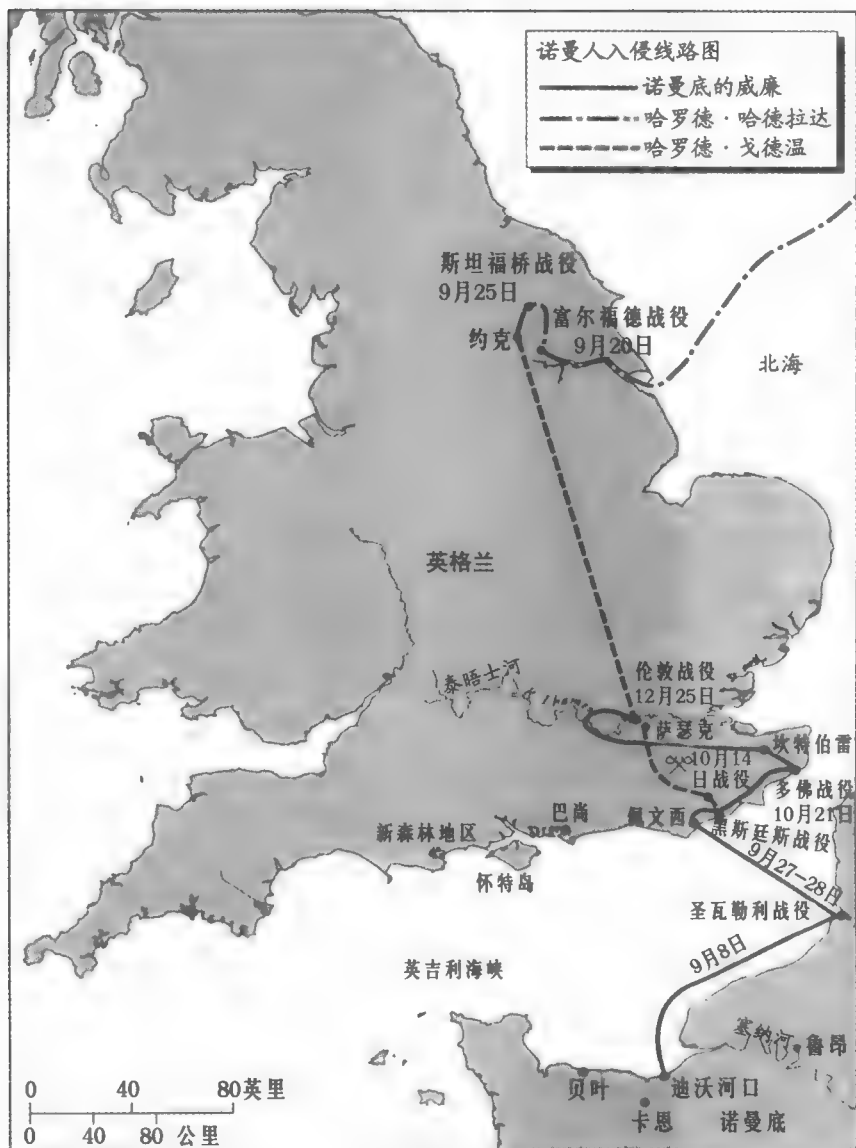 诺曼人入侵线路图
诺曼底的威廉
哈罗德·哈德拉达
哈罗德·戈德温
斯坦福桥战役
9月25日
富尔福德战役
9月20日
约克
北海
英格兰
泰晤士河
R. Thames
伦敦战役
12月25日
萨瑟克
坎特伯雷
10月14
日战役
多佛战役
10月21日
佩文西
黑斯廷斯战役
巴尚
新森林地区
怀特岛
9月27-28日
圣瓦勒利战役
9月8日
英吉利海峡
塞纳河
鲁昂
贝叶
迪沃河口
卡恩
诺曼底
0 40 80英里
0 40 80 公里